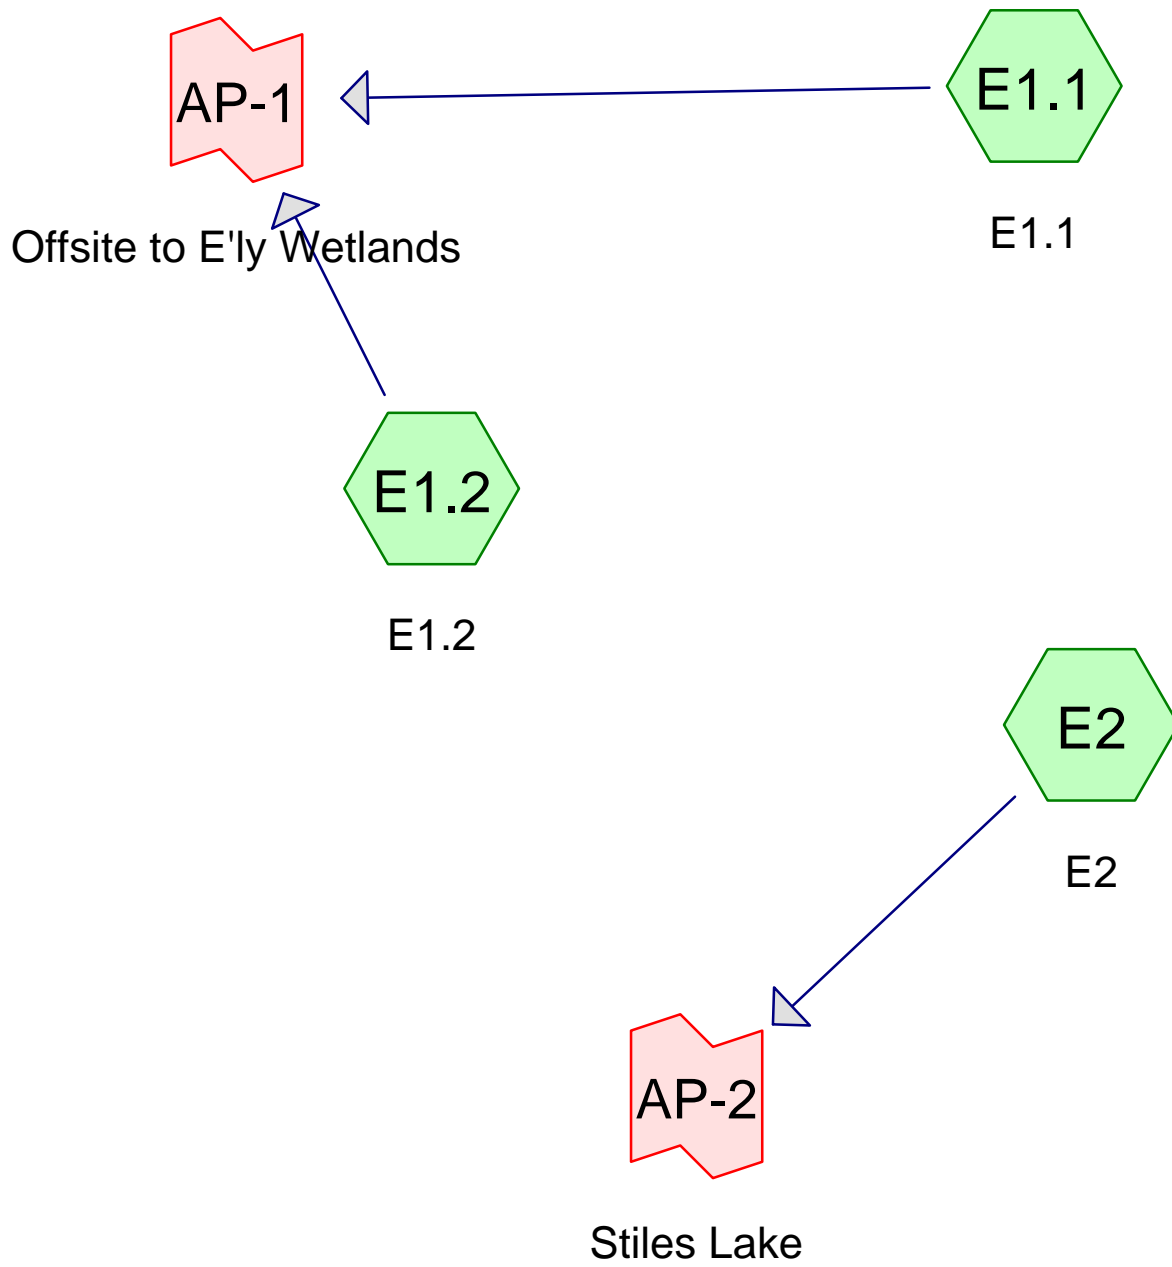 AP-1
E1.1
Offsite to E'ly Wetlands
E1.1
E1.2
E1.2
E2
E2
AP-2
Stiles Lake